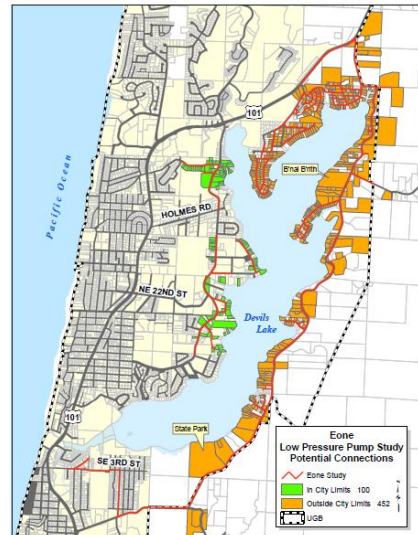 101
B'nai B'ritn
Pacific Ocean
HOLMES RD
NE 22ND ST
Devils
Lake
101
State Park
SE 3RD ST
Eone
Low Pressure Pump Study
Potential Connections
Eone Study
In City Limits 100
Outside City Limits 452
UGB